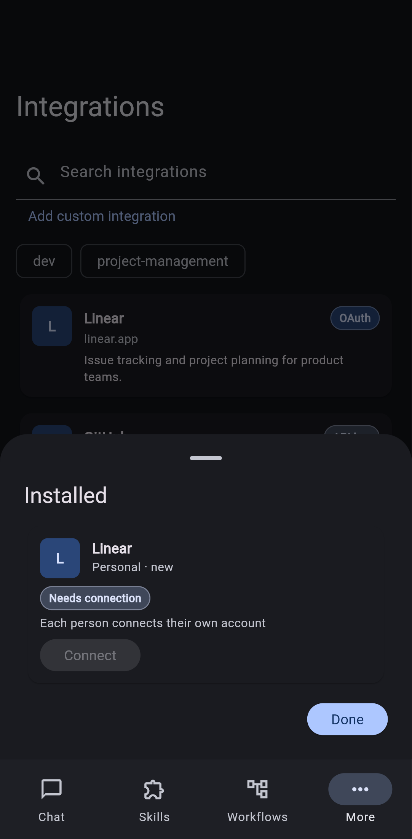 Integrations
Search integrations
Add custom integration
dev
project-management
L
Linear
OAuth
linear.app
Issue tracking and project planning for product
teams.
Installed
L
Linear
Personal · new
Needs connection
Each person connects their own account
Connect
Done
Chat
Skills
Workflows
More